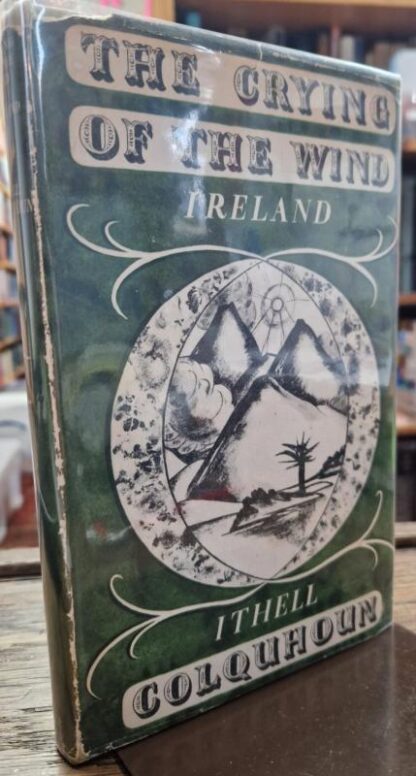 THE CRYING
OF THE WIND
IRELAND
ITHELL
COLQUHOUN